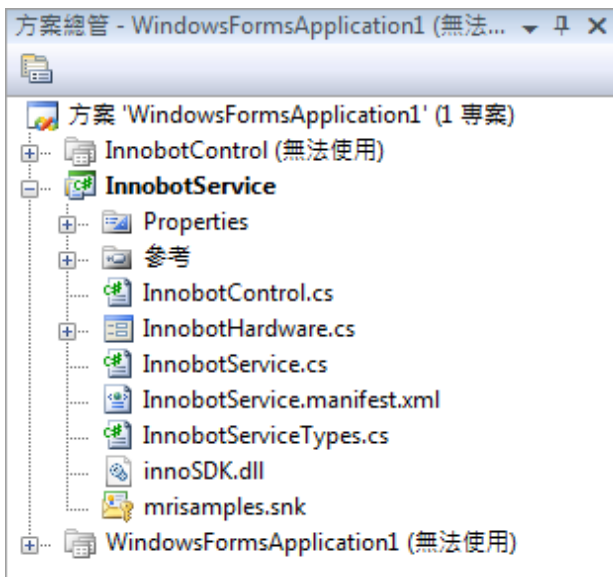 方案總管 - WindowsFormsApplication1 (無法...
方案 'WindowsFormsApplication1' (1 專案)
InnobotControl (無法使用)
InnobotService
Properties
參考
InnobotControl.cs
InnobotHardware.cs
InnobotService.cs
InnobotService.manifest.xml
InnobotServiceTypes.cs
innoSDK.dll
mrisamples.snk
WindowsFormsApplication1 (無法使用)